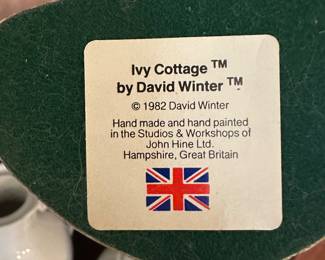 Ivy Cottage ™
by David Winter ™
© 1982 David Winter
Hand made and hand painted
in the Studios & Workshops of
John Hine Ltd.
Hampshire, Great Britain